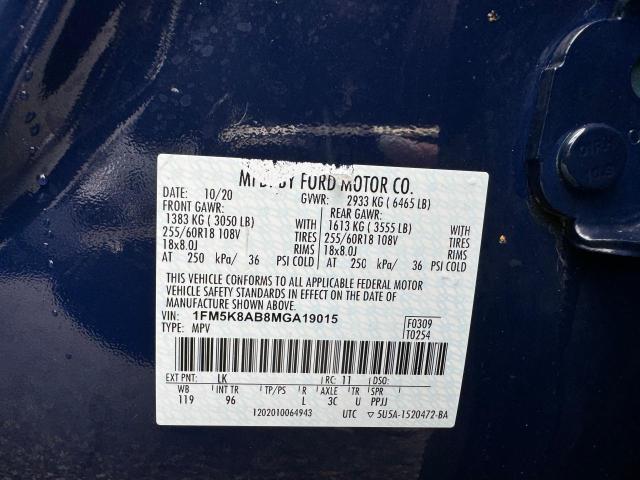 MFD. BY FORD MOTOR CO.
DATE: 10/20 GVWR: 2933 KG ( 6465 LB)
FRONT GAWR: REAR GAWR:
1383 KG ( 3050 LB) WITH 1613 KG ( 3555 LB) WITH
255/60R18 108V TIRES 255/60R18 108V TIRES
18x8.0J RIMS 18x8.0J RIMS
AT 250 kPa/ 36 PSI COLD AT 250 kPa/ 36 PSI COLD
THIS VEHICLE CONFORMS TO ALL APPLICABLE FEDERAL MOTOR
VEHICLE SAFETY STANDARDS IN EFFECT ON THE DATE OF
MANUFACTURE SHOWN ABOVE.
VIN: 1FM5K8AB8MGA19015 F0309
TYPE: MPV T0254
EXT PNT: LK RC: 11 DSO:
WB INT TR TP/PS R AXLE TR SPR
119 96 L 3C U PPJJ
1202010064943 UTC ▽ 5U5A-1520472-BA